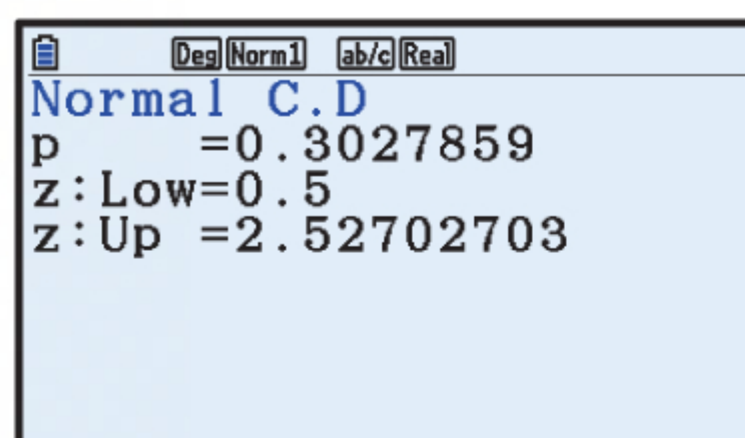 Deg Norm1 ab/c Real
Normal C.D
p =0.3027859
z:Low=0.5
z:Up =2.52702703